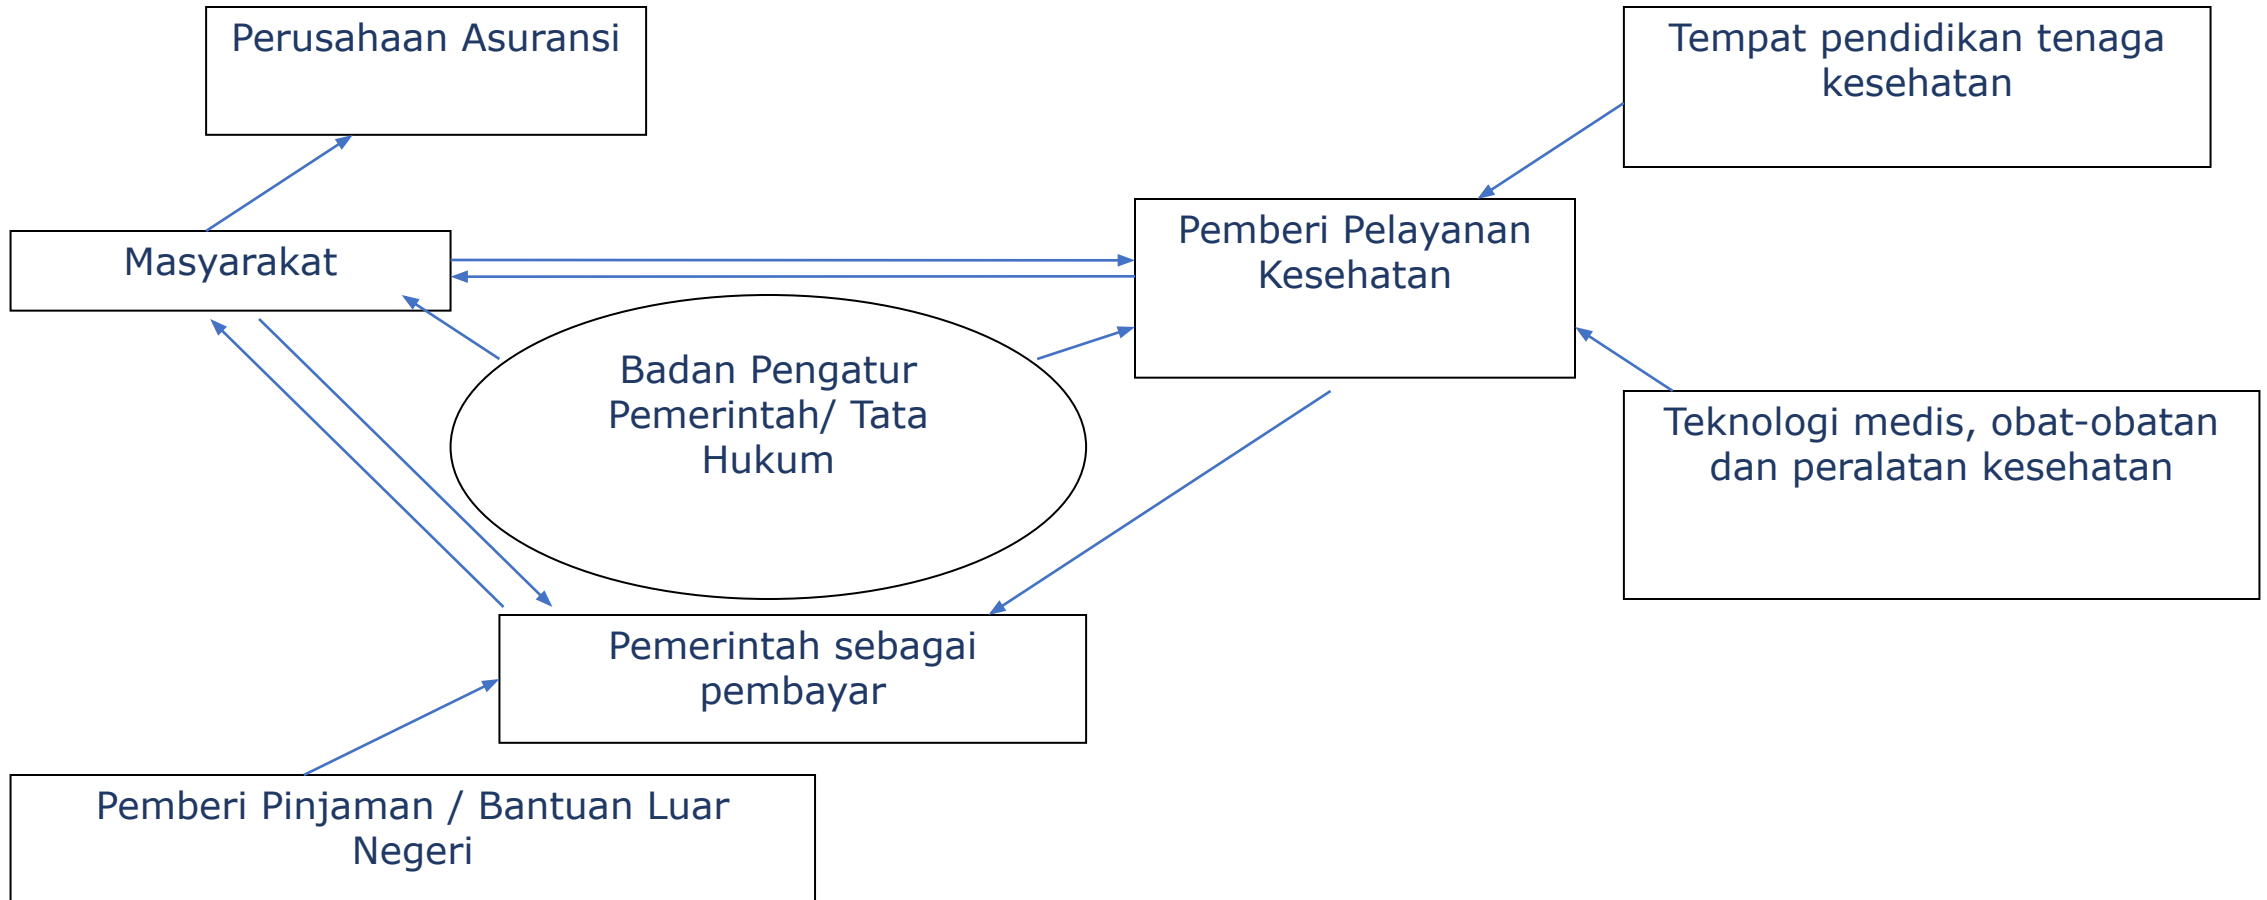 Perusahaan Asuransi
Tempat pendidikan tenaga
kesehatan
Pemberi Pelayanan
Kesehatan
Masyarakat
Badan Pengatur
Pemerintah/ Tata
Hukum
Teknologi medis, obat-obatan
dan peralatan kesehatan
Pemerintah sebagai
pembayar
Pemberi Pinjaman / Bantuan Luar
Negeri